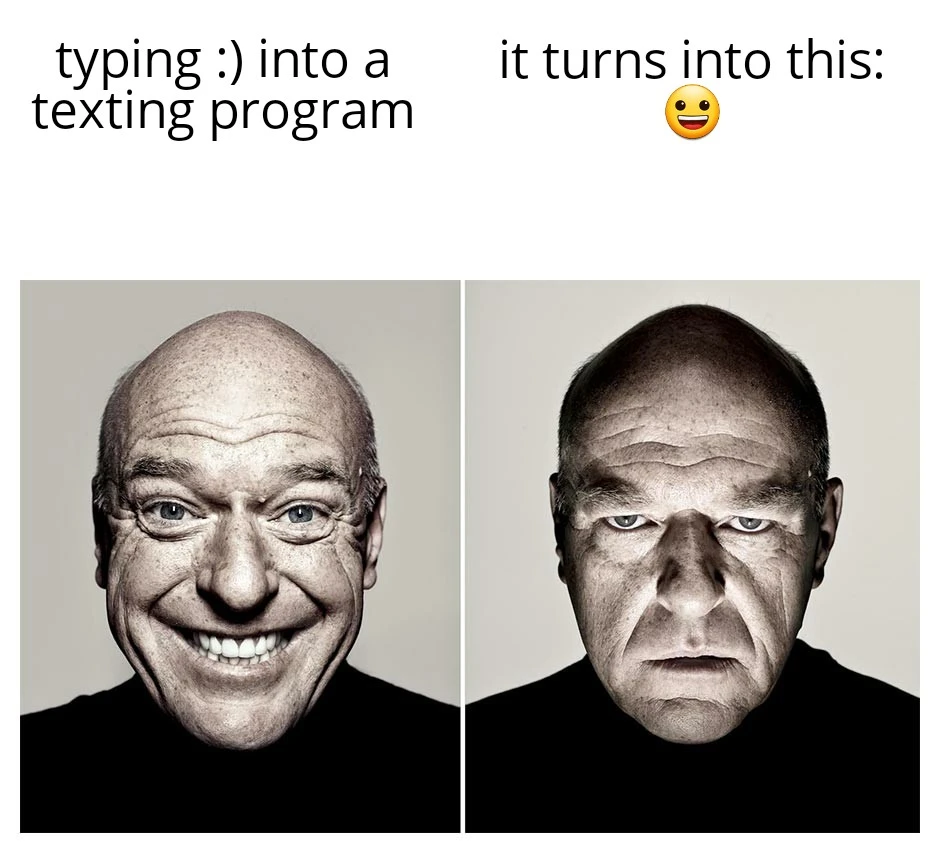 typing :) into a
texting program
it turns into this:
😀